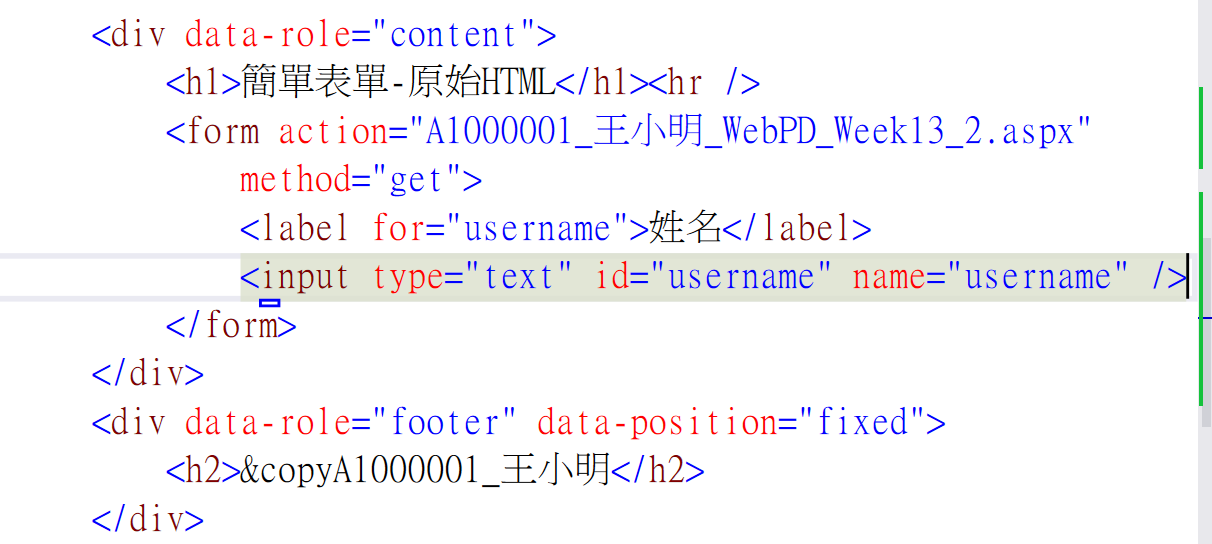 <div data-role="content">
<h1>簡單表單-原始HTML</h1><hr />
<form action="A1000001_王小明_WebPD_Week13_2.aspx"
method="get">
<label for="username">姓名</label>
<input type="text" id="username" name="username" />
</form>
</div>
<div data-role="footer" data-position="fixed">
<h2>&copyA1000001_王小明</h2>
</div>